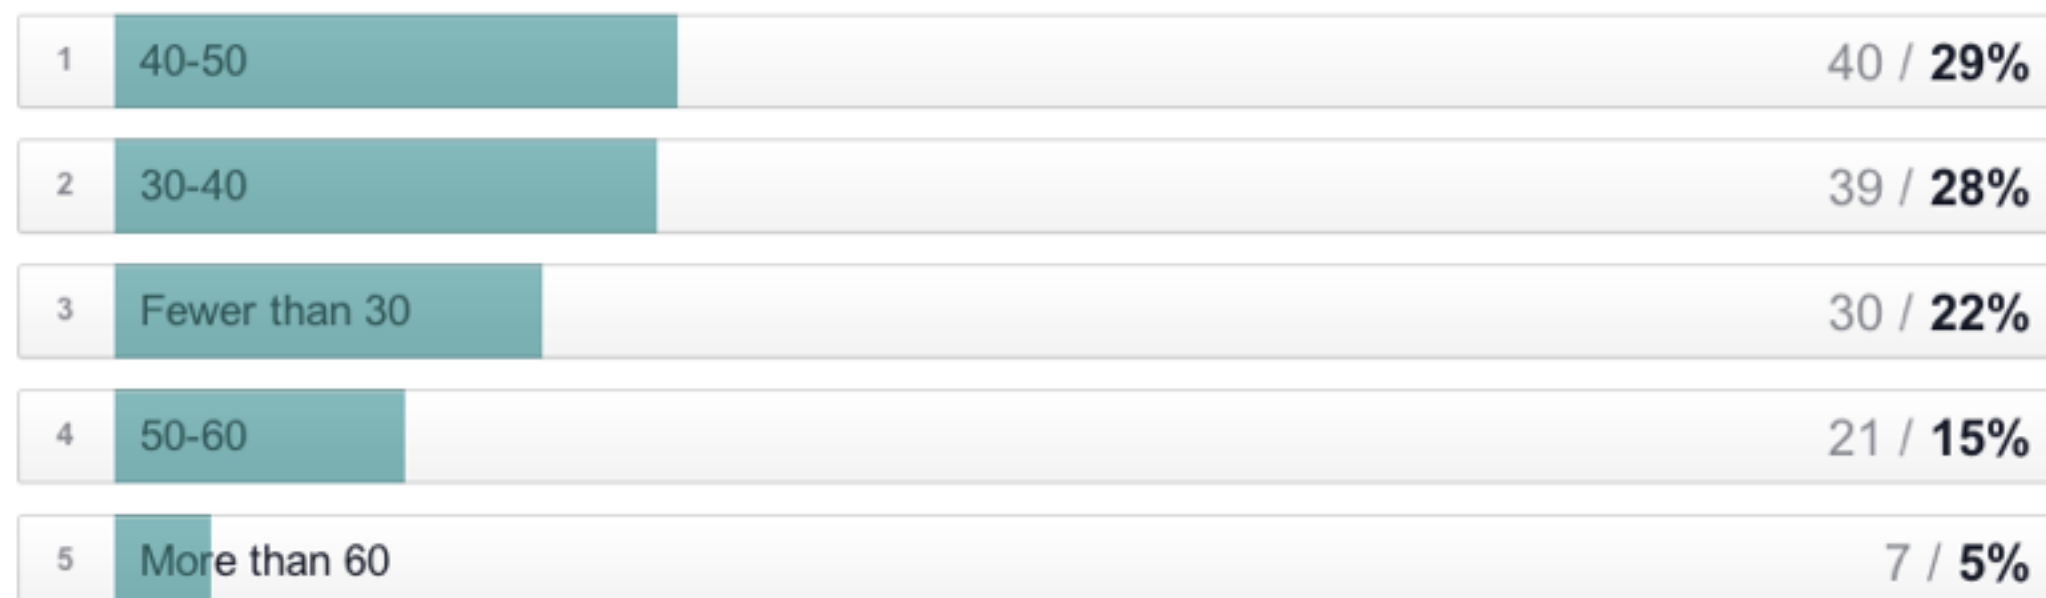 1 40-50 40 / 29%
2 30-40 39 / 28%
3 Fewer than 30 30 / 22%
4 50-60 21 / 15%
5 More than 60 7 / 5%